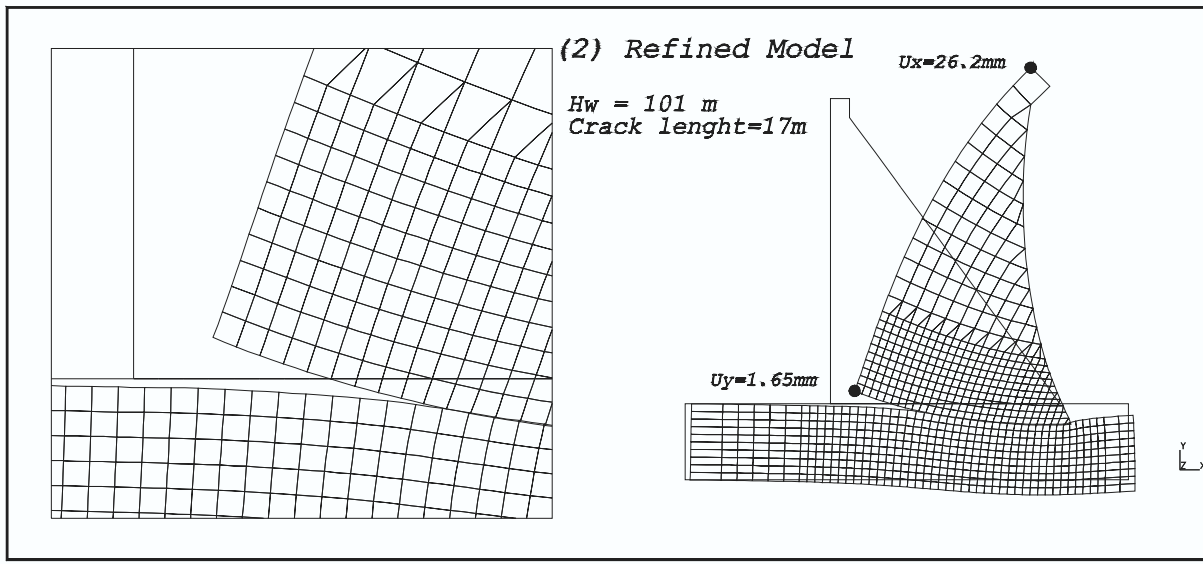 (2) Refined Model
Ux=26.2mm
Hw = 101 m
Crack lenght=17m
Uy=1.65mm
Y
Z X